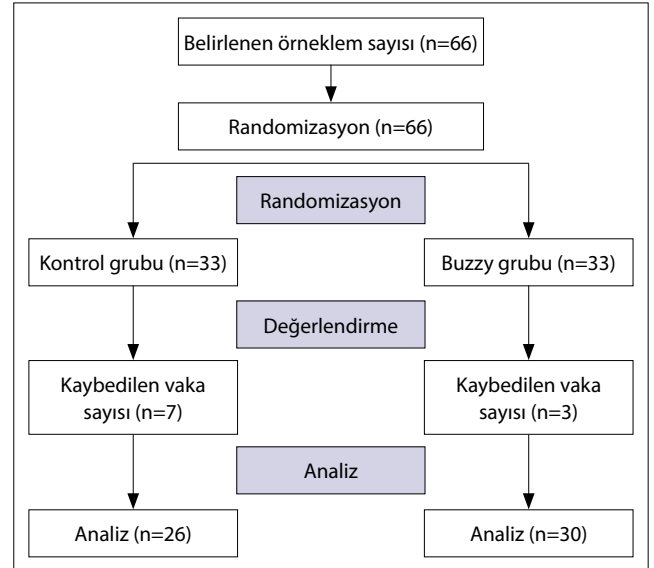 Belirlenen örneklem sayısı (n=66)
Randomizasyon (n=66)
Randomizasyon
Kontrol grubu (n=33)
Buzzy grubu (n=33)
Değerlendirme
Kaybedilen vaka
sayısı (n=7)
Kaybedilen vaka
sayısı (n=3)
Analiz
Analiz (n=26)
Analiz (n=30)